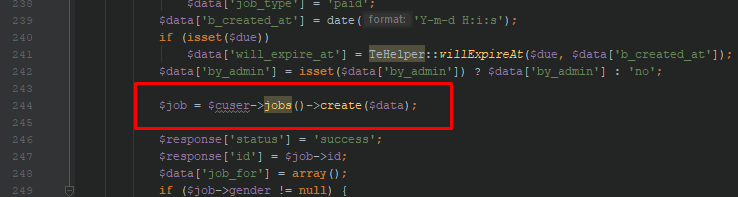 238 $data['job_type'] = 'paid';
239 $data['b_created_at'] = date( format: 'Y-m-d H:i:s');
240 if (isset($due))
241 $data['will_expire_at'] = TeHelper::willExpireAt($due, $data['b_created_at']);
242 $data['by_admin'] = isset($data['by_admin']) ? $data['by_admin'] : 'no';
243
244 $job = $cuser->jobs()->create($data);
245
246 $response['status'] = 'success';
247 $response['id'] = $job->id;
248 $data['job_for'] = array();
249 if ($job->gender != null) {